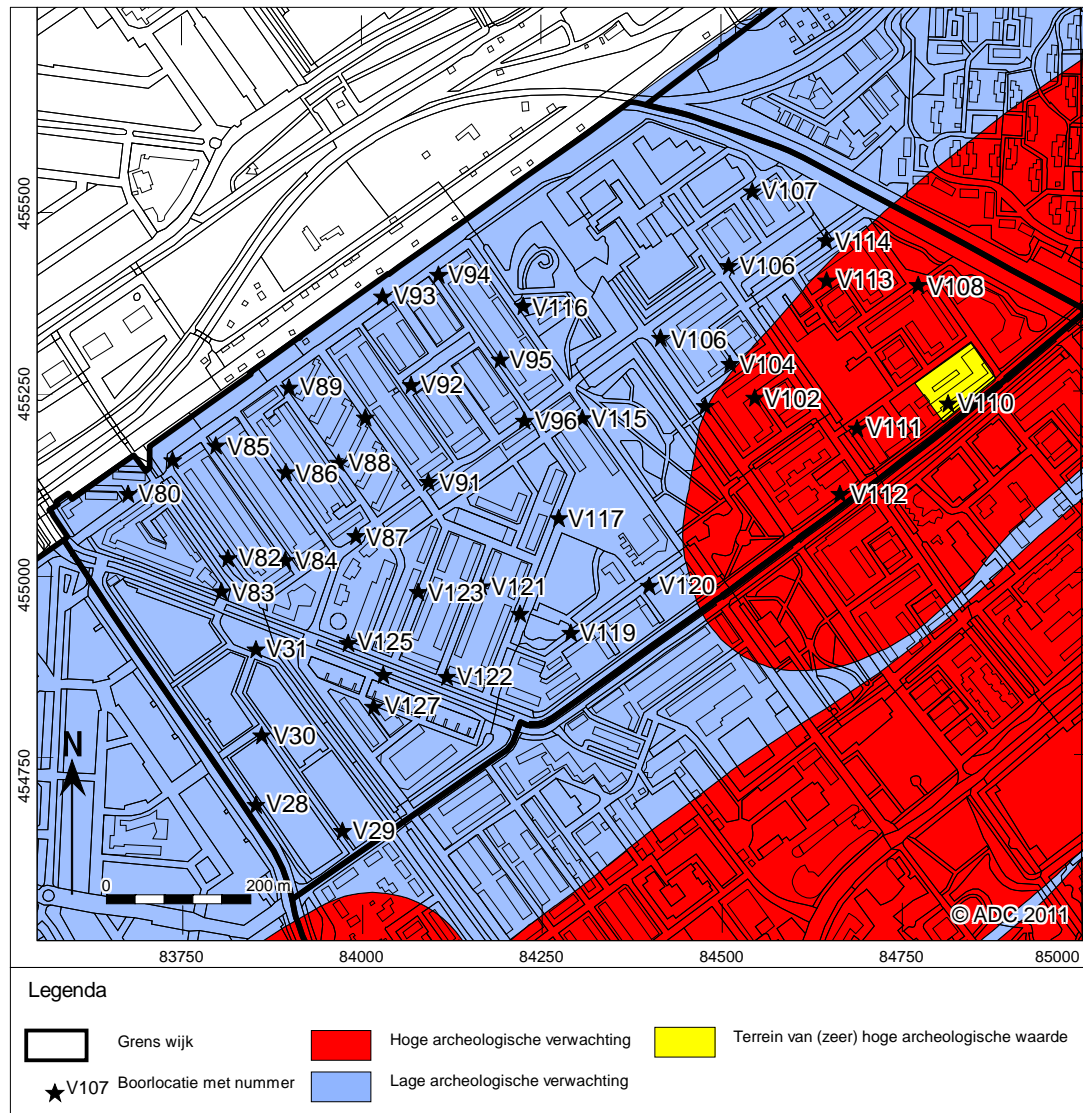 V107
V114
V94
V106
V113
V108
V93
V116
V106
V95
V104
V89
V92
V102
V110
V96
V115
V111
V85
V88
V86
V91
V80
V112
V117
V87
V82
V84
V121
V120
V83
V123
V119
V125
V31
V122
V127
V30
V28
V29
455500
455250
455000
454750
N
0
200 m
© ADC 2011
83750
84000
84250
84500
84750
85000
Legenda
Grens wijk
Hoge archeologische verwachting
Terrein van (zeer) hoge archeologische waarde
V107
Boorlocatie met nummer
Lage archeologische verwachting